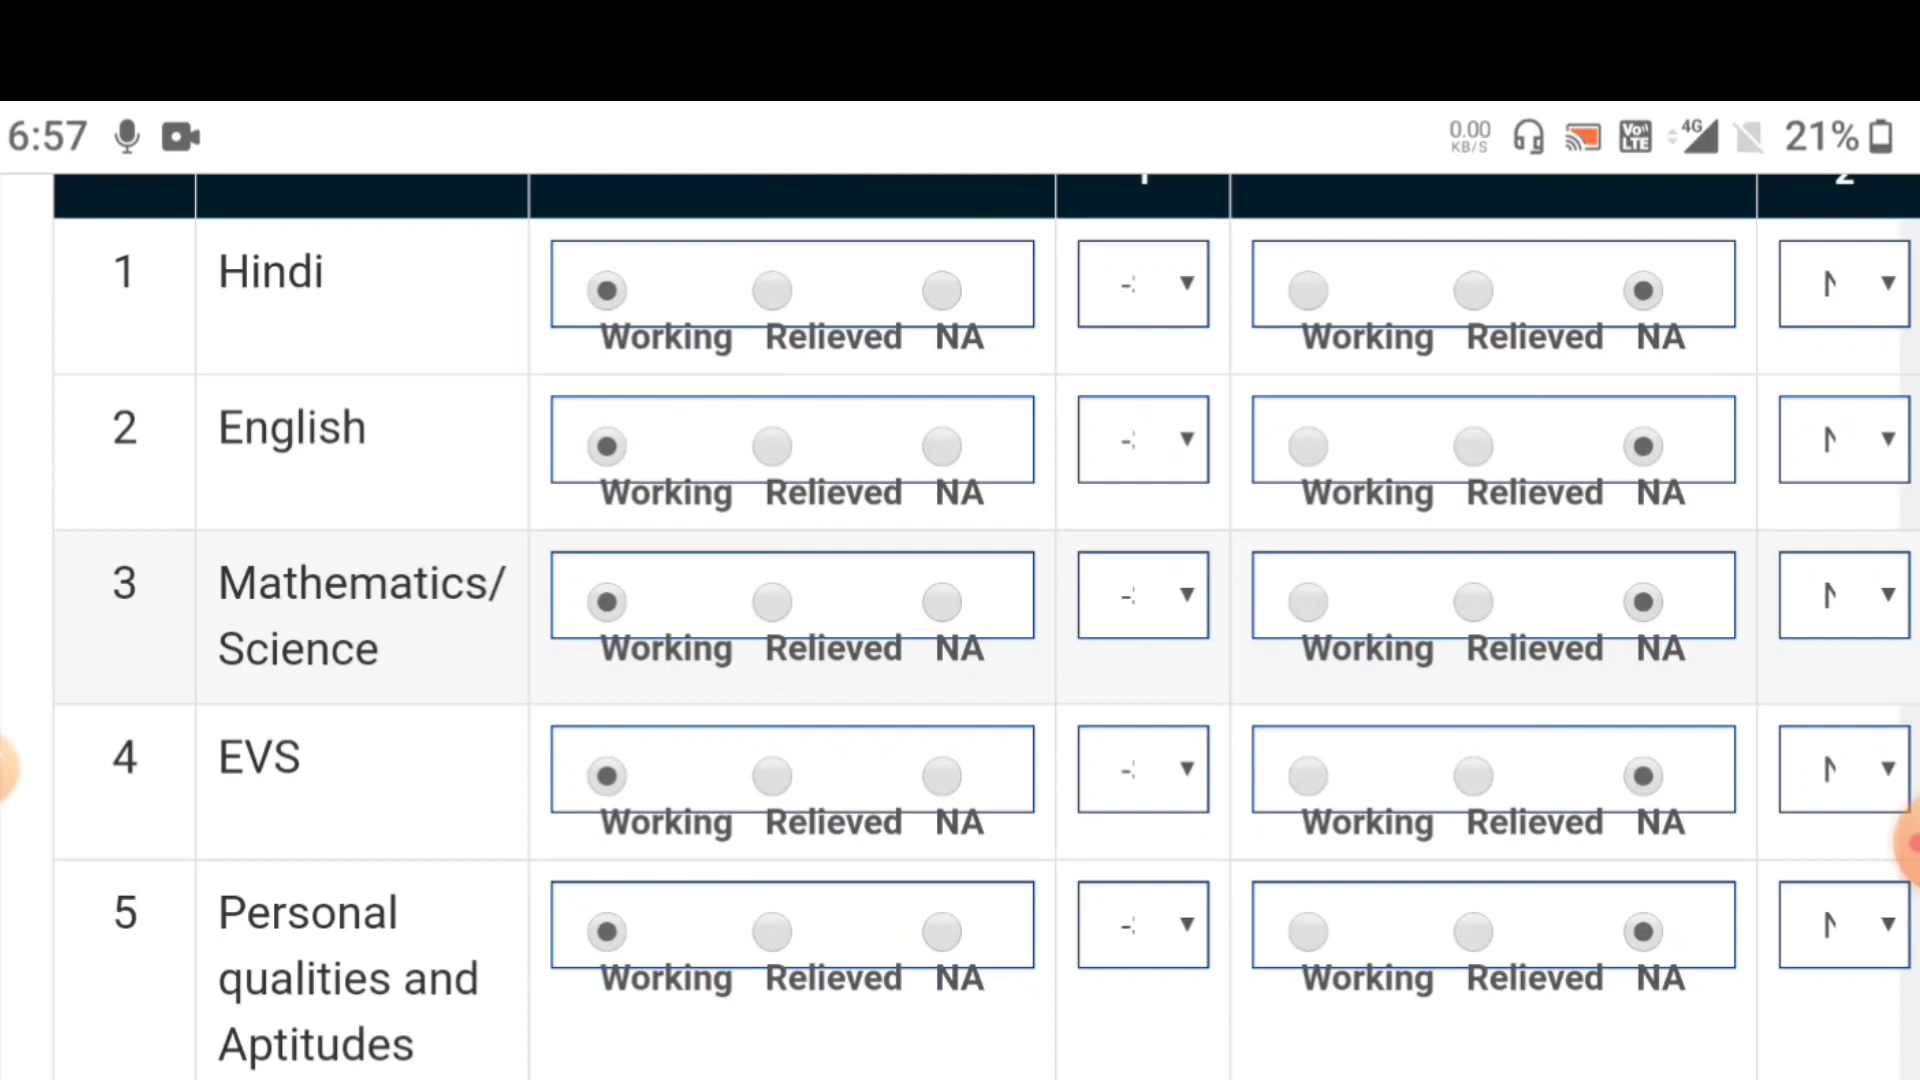 6:57 0.00 KB/S Vo LTE 4G 21%
1 Hindi Working Relieved NA Working Relieved NA
2 English Working Relieved NA Working Relieved NA
3 Mathematics/ Working Relieved NA Working Relieved NA
Science
4 EVS Working Relieved NA Working Relieved NA
5 Personal Working Relieved NA Working Relieved NA
qualities and
Aptitudes